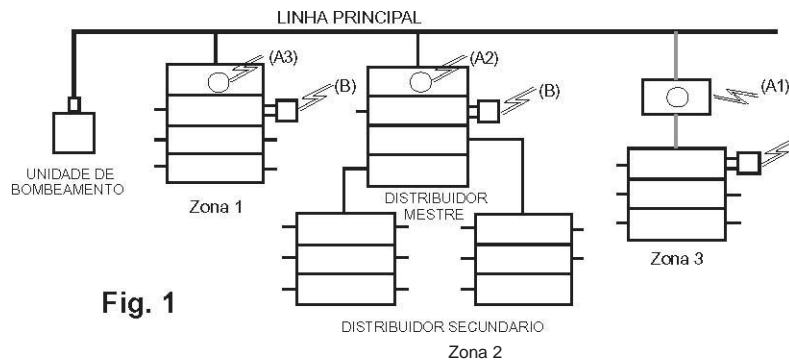 LINHA PRINCIPAL
(A3)
(A2)
(B)
(B)
(A1)
UNIDADE DE
BOMBEAMENTO
Zona 1
DISTRIBUIDOR
MESTRE
Zona 3
Fig. 1
DISTRIBUIDOR SECUNDARIO
Zona 2